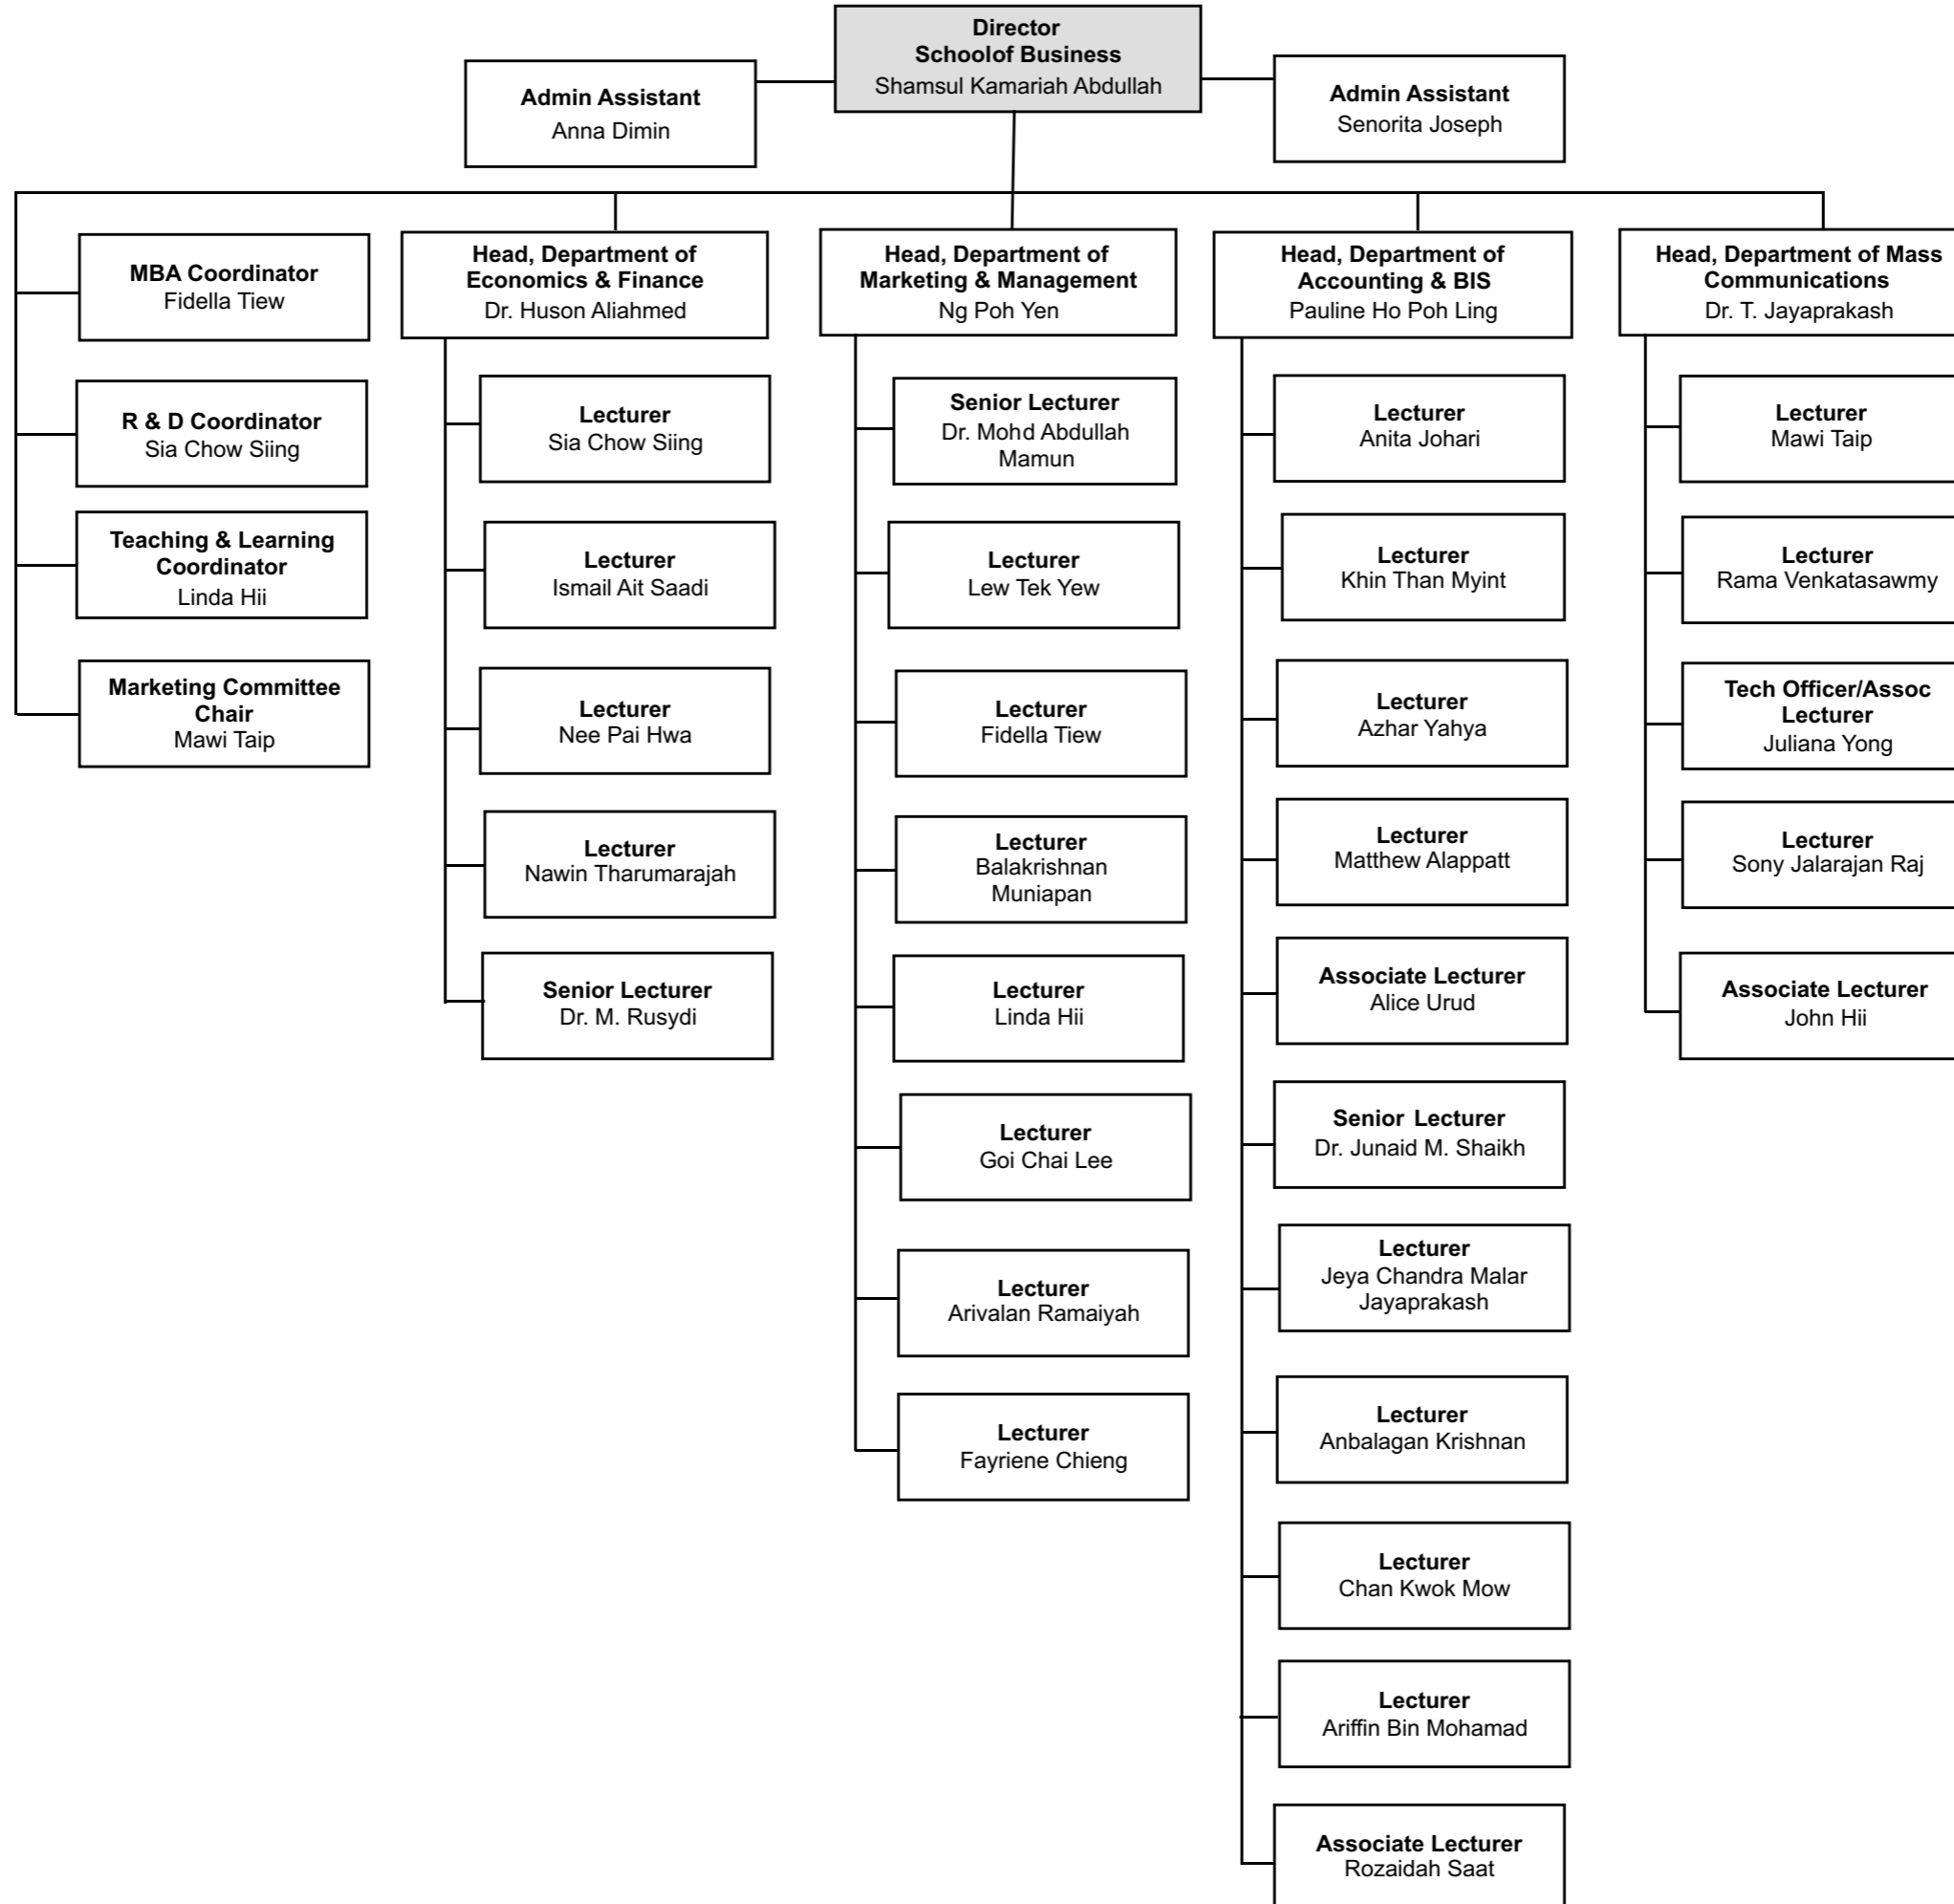 Director
Schoolof Business
Shamsul Kamariah Abdullah
Admin Assistant
Anna Dimin
Admin Assistant
Senorita Joseph
MBA Coordinator
Fidella Tiew
R & D Coordinator
Sia Chow Siing
Teaching & Learning
Coordinator
Linda Hii
Marketing Committee
Chair
Mawi Taip
Head, Department of
Economics & Finance
Dr. Huson Aliahmed
Lecturer
Sia Chow Siing
Lecturer
Ismail Ait Saadi
Lecturer
Nee Pai Hwa
Lecturer
Nawin Tharumarajah
Senior Lecturer
Dr. M. Rusydi
Head, Department of
Marketing & Management
Ng Poh Yen
Senior Lecturer
Dr. Mohd Abdullah
Mamun
Lecturer
Lew Tek Yew
Lecturer
Fidella Tiew
Lecturer
Balakrishnan
Muniapan
Lecturer
Linda Hii
Lecturer
Goi Chai Lee
Lecturer
Arivalan Ramaiyah
Lecturer
Fayriene Chieng
Head, Department of
Accounting & BIS
Pauline Ho Poh Ling
Lecturer
Anita Johari
Lecturer
Khin Than Myint
Lecturer
Azhar Yahya
Lecturer
Matthew Alappatt
Associate Lecturer
Alice Urud
Senior Lecturer
Dr. Junaid M. Shaikh
Lecturer
Jeya Chandra Malar
Jayaprakash
Lecturer
Anbalagan Krishnan
Lecturer
Chan Kwok Mow
Lecturer
Ariffin Bin Mohamad
Associate Lecturer
Rozaidah Saat
Head, Department of Mass
Communications
Dr. T. Jayaprakash
Lecturer
Mawi Taip
Lecturer
Rama Venkatasawmy
Tech Officer/Assoc
Lecturer
Juliana Yong
Lecturer
Sony Jalarajan Raj
Associate Lecturer
John Hii